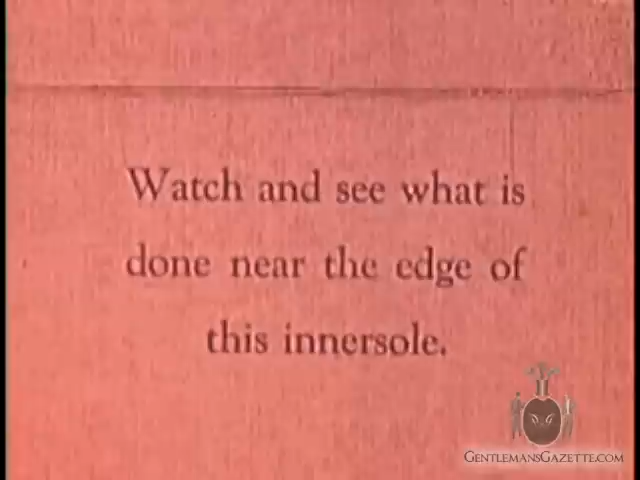 Watch and see what is
done near the edge of
this innersole.
GentlemansGazette.com